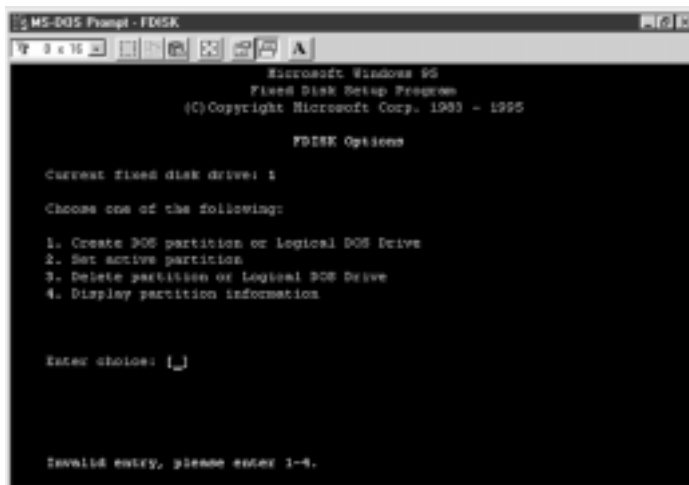 MS-DOS Prompt - FDISK
8 x 16
A
Microsoft Windows 95
Fixed Disk Setup Program
(C)Copyright Microsoft Corp. 1983 - 1995
FDISK Options
Current fixed disk drive: 1
Choose one of the following:
1. Create DOS partition or Logical DOS Drive
2. Set active partition
3. Delete partition or Logical DOS Drive
4. Display partition information
Enter choice: [_]
Invalid entry, please enter 1-4.